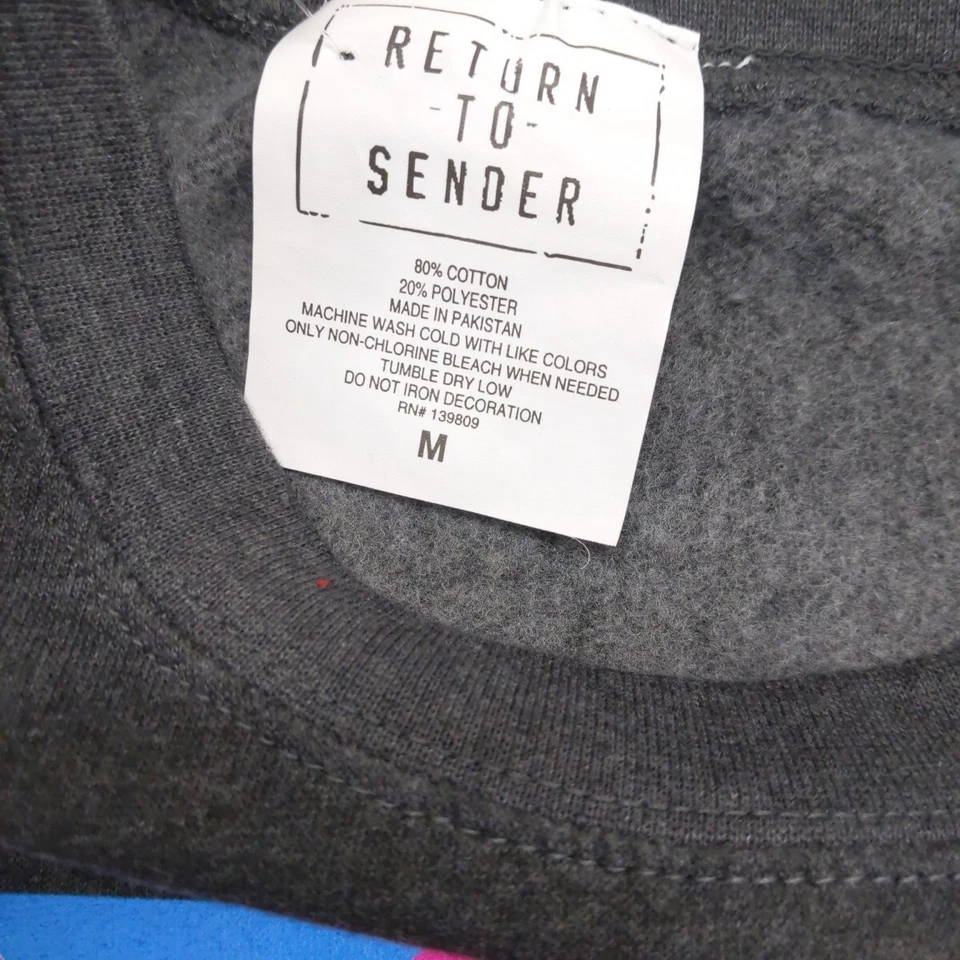 RETURN
-TO-
SENDER
80% COTTON
20% POLYESTER
MADE IN PAKISTAN
MACHINE WASH COLD WITH LIKE COLORS
ONLY NON-CHLORINE BLEACH WHEN NEEDED
TUMBLE DRY LOW
DO NOT IRON DECORATION
RN# 139809
M